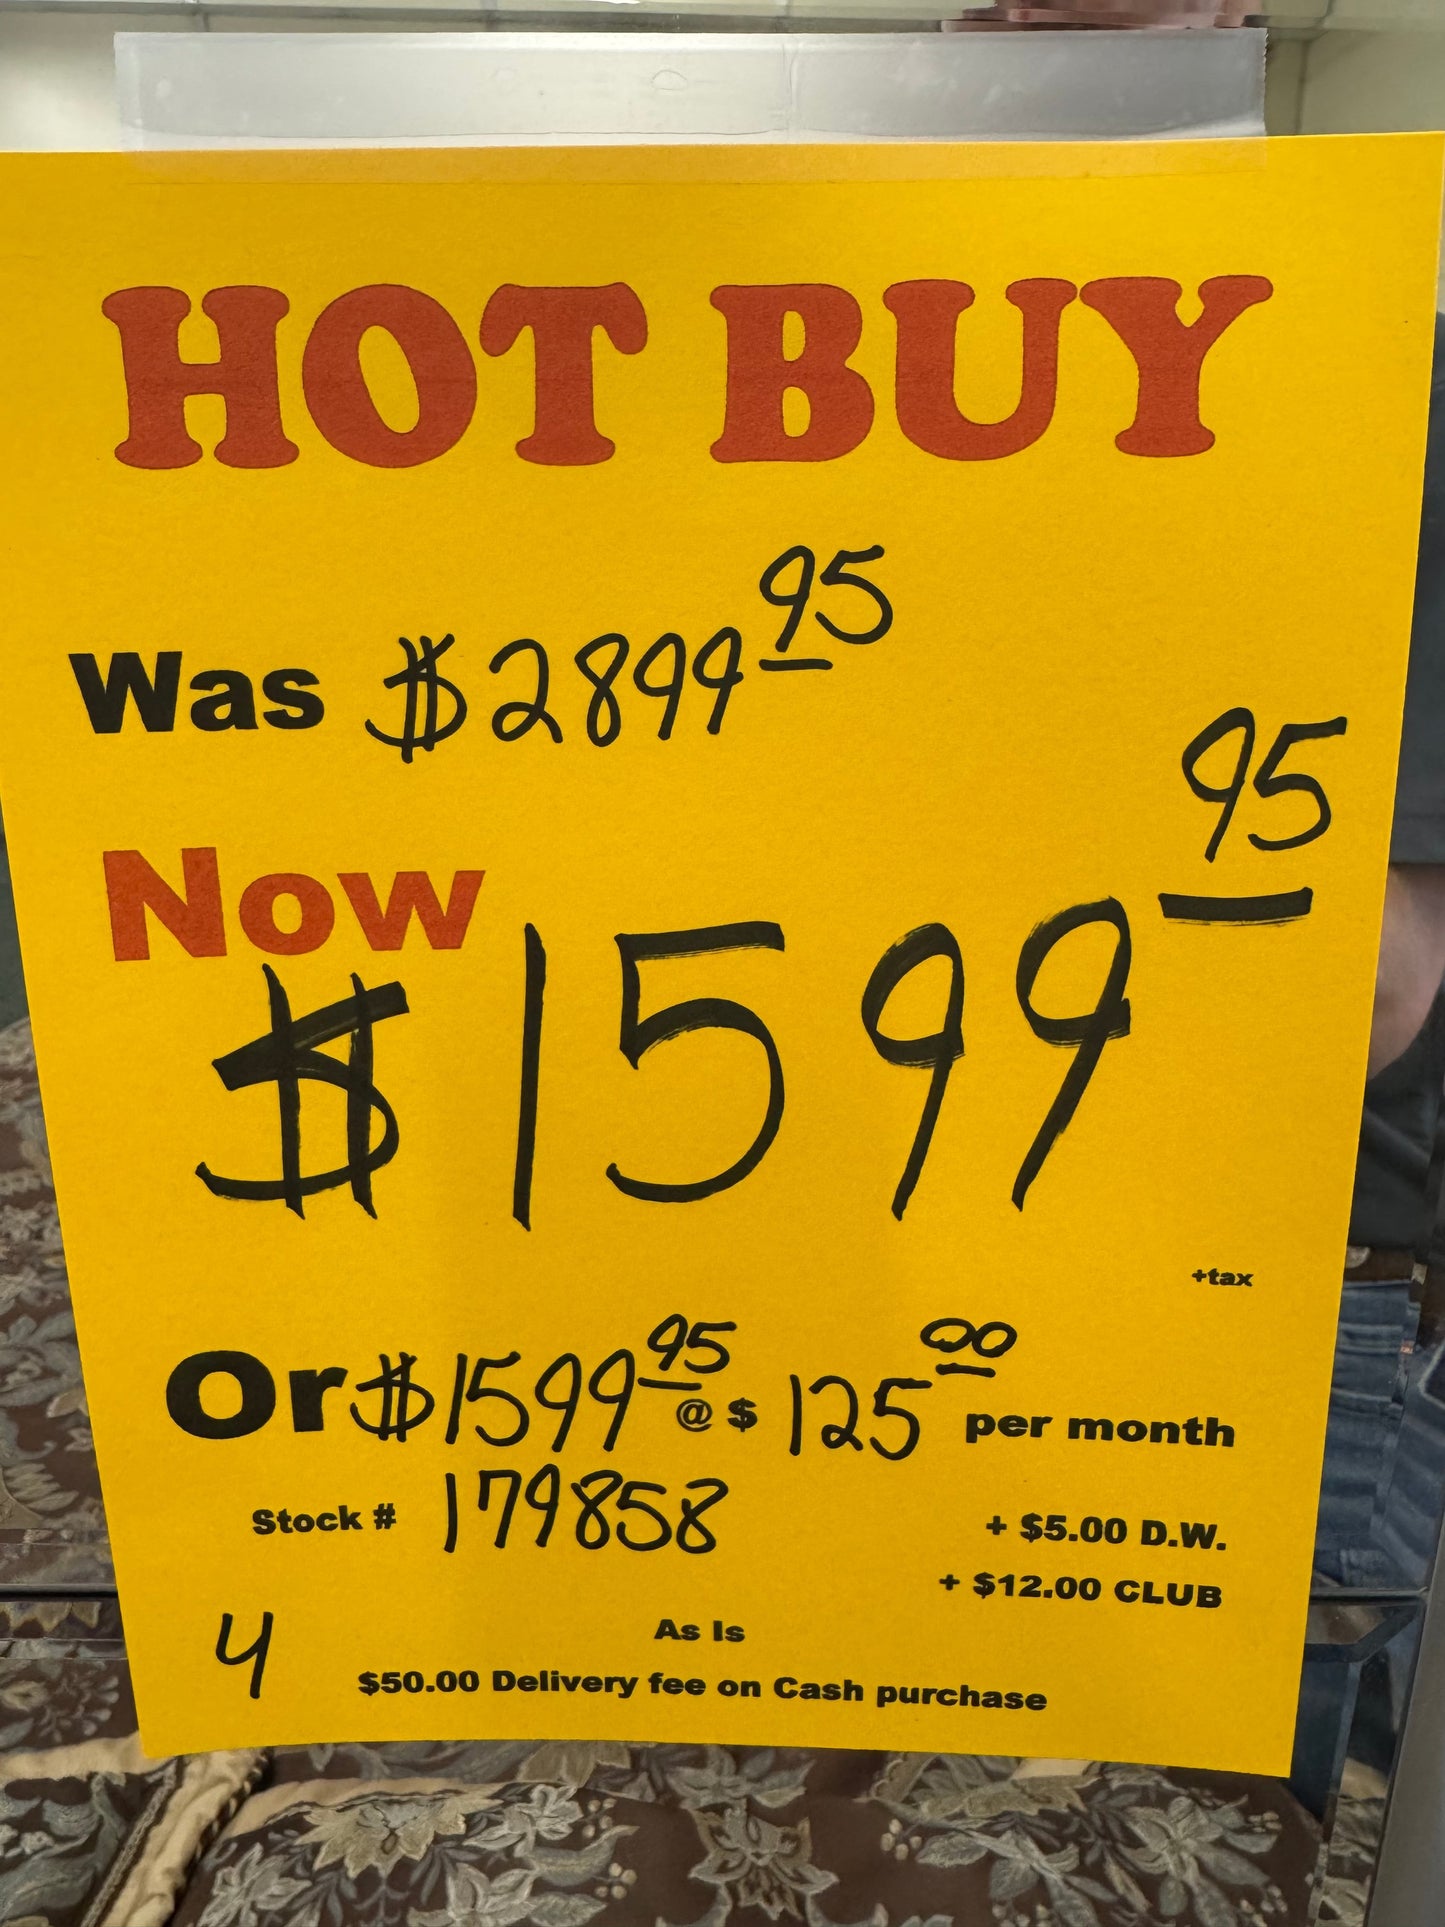 HOT BUY
Was $2899 95
Now
$1599 95
+tax
Or $1599 95 @ $ 125 00 per month
Stock # 179858
+ $5.00 D.W.
+ $12.00 CLUB
4
As Is
$50.00 Delivery fee on Cash purchase